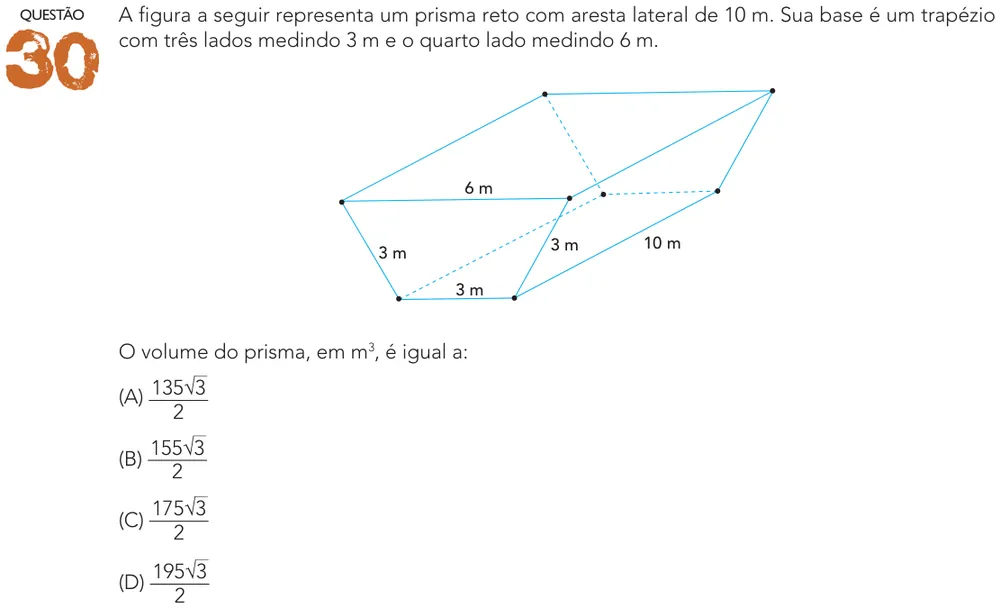 QUESTÃO
30
A figura a seguir representa um prisma reto com aresta lateral de 10 m. Sua base é um trapézio
com três lados medindo 3 m e o quarto lado medindo 6 m.
6 m
3 m
3 m
10 m
3 m
O volume do prisma, em m³, é igual a:
(A) 135√3
2
(B) 155√3
2
(C) 175√3
2
(D) 195√3
2